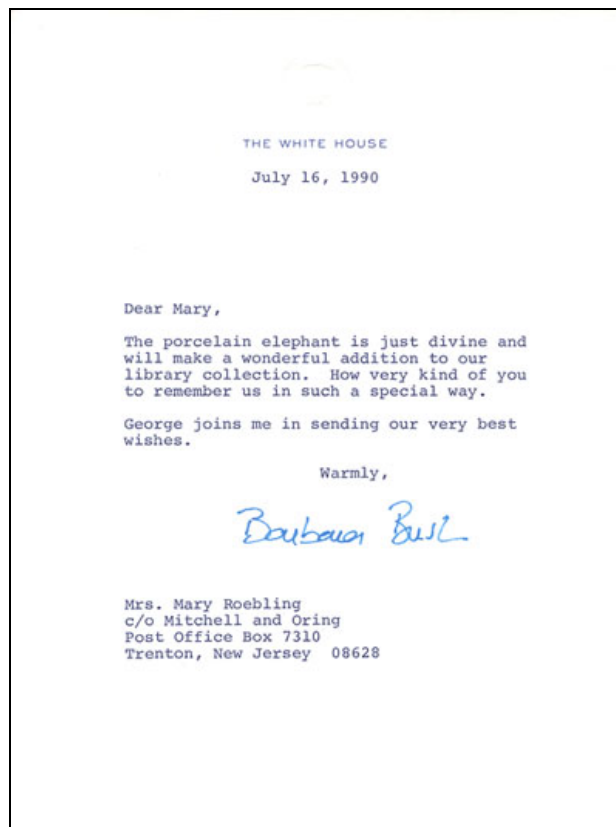 THE WHITE HOUSE
July 16, 1990
Dear Mary,
The porcelain elephant is just divine and
will make a wonderful addition to our
library collection.  How very kind of you
to remember us in such a special way.
George joins me in sending our very best
wishes.
Warmly,
Barbara Bush
Mrs. Mary Roebling
c/o Mitchell and Oring
Post Office Box 7310
Trenton, New Jersey  08628